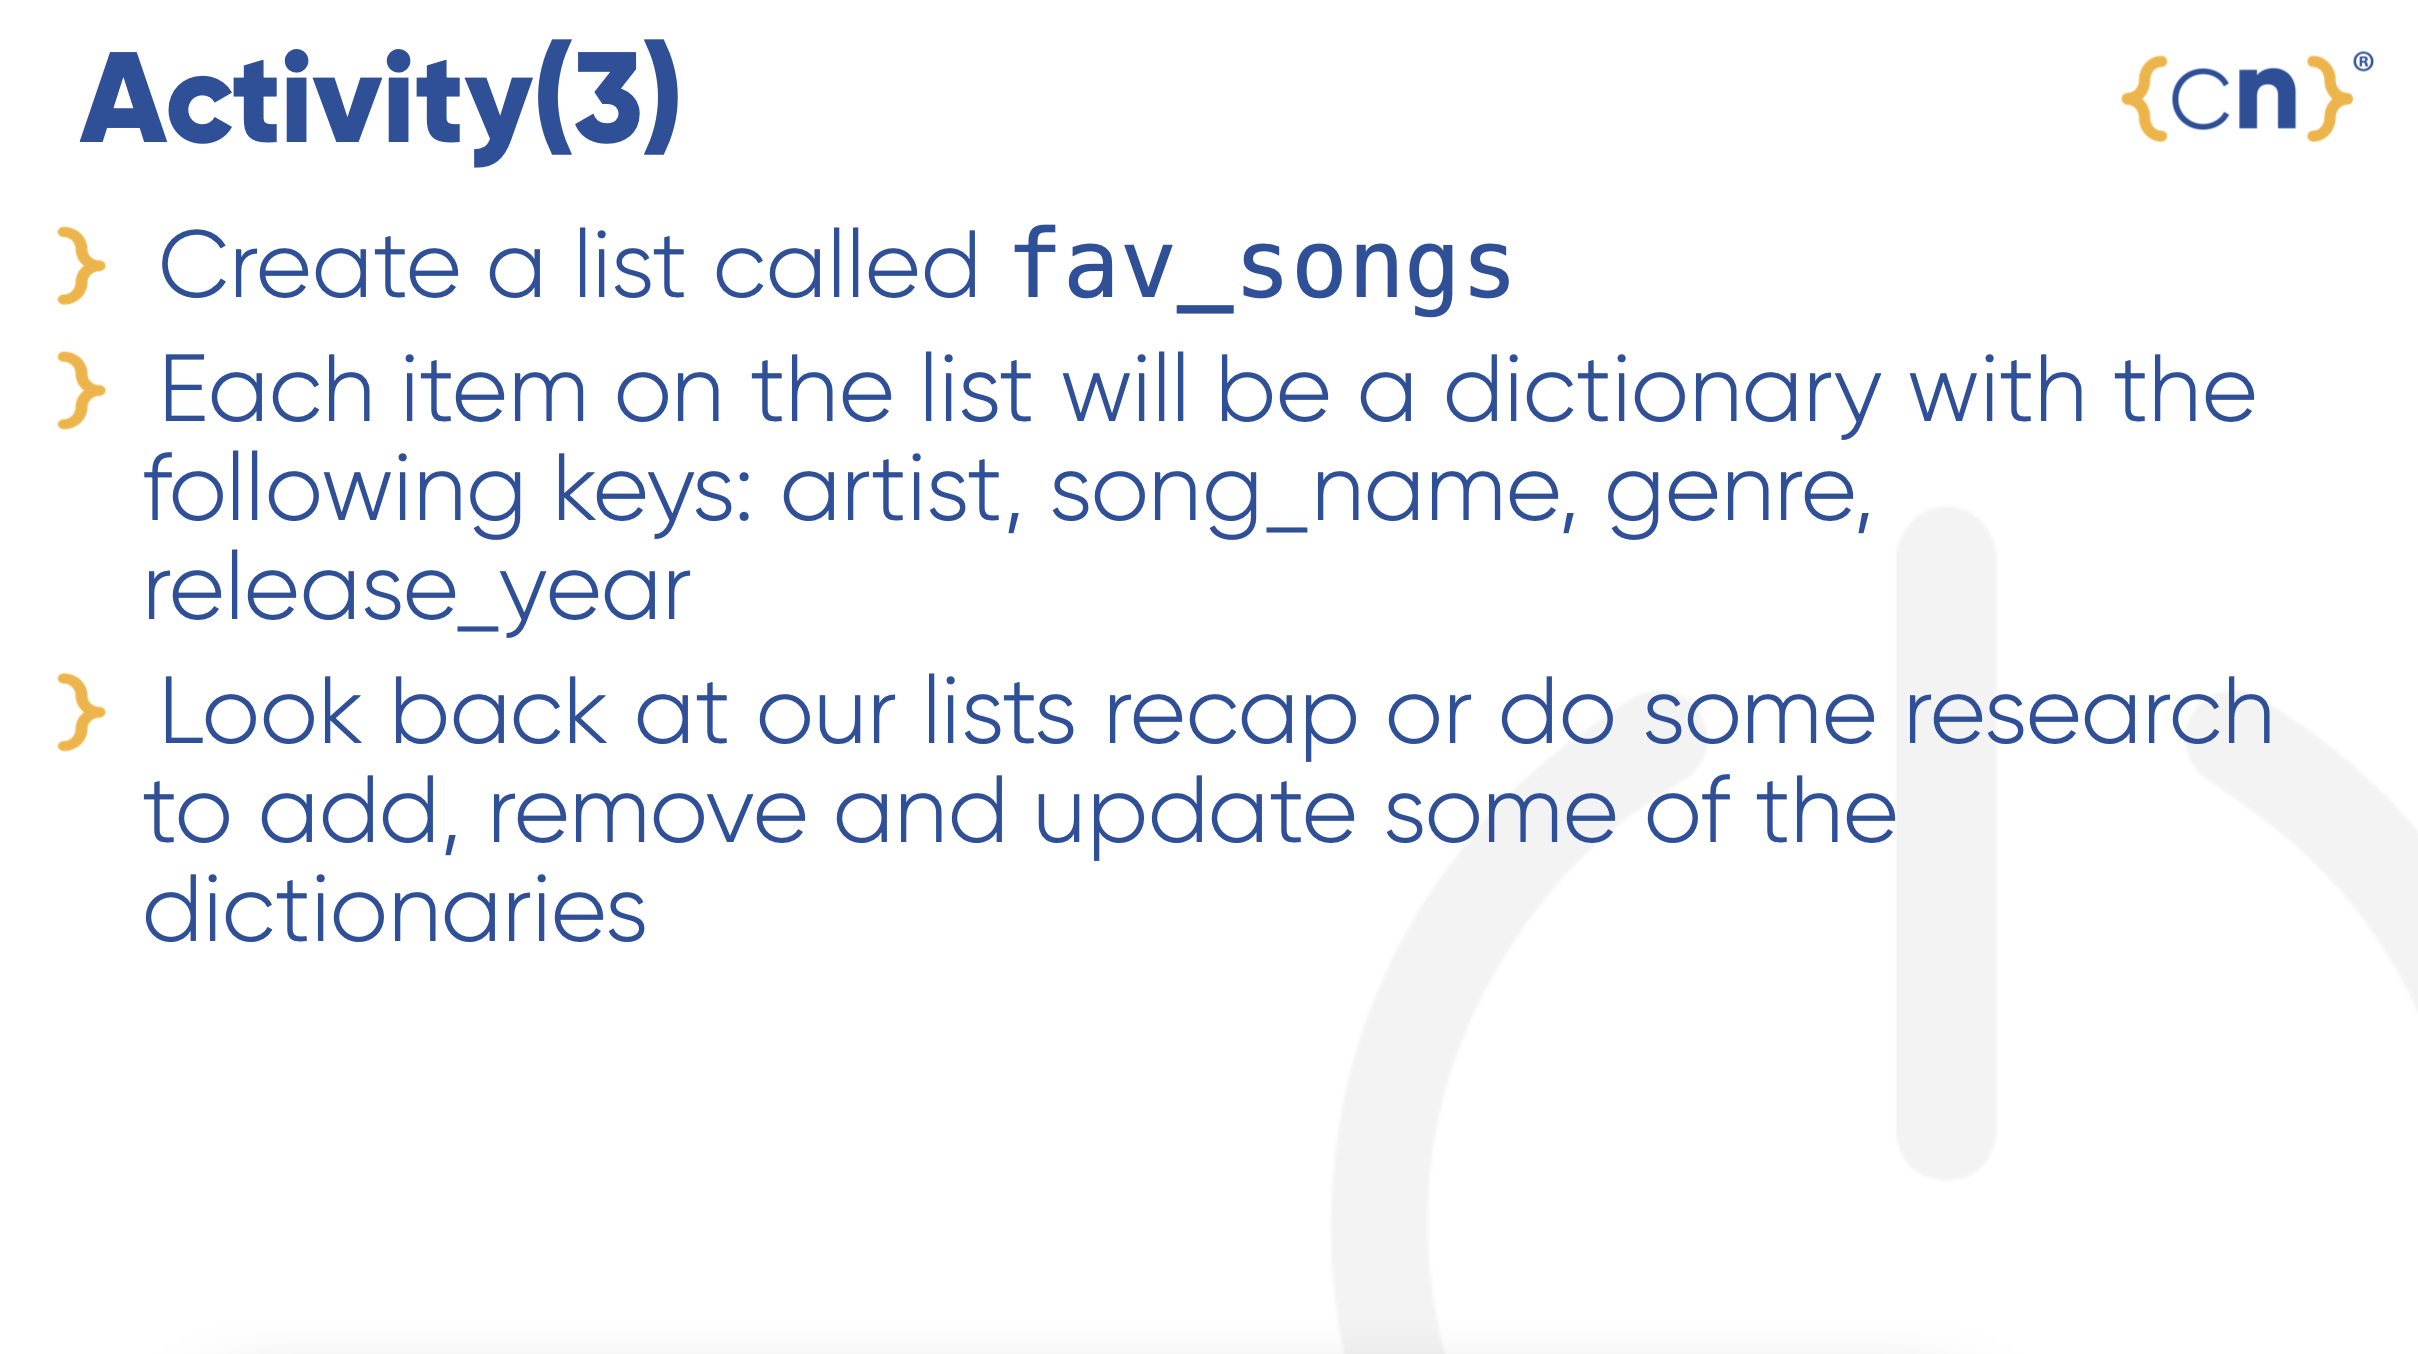 Activity(3)
{cn}®
} Create a list called fav_songs
} Each item on the list will be a dictionary with the
following keys: artist, song_name, genre,
release_year
} Look back at our lists recap or do some research
to add, remove and update some of the
dictionaries